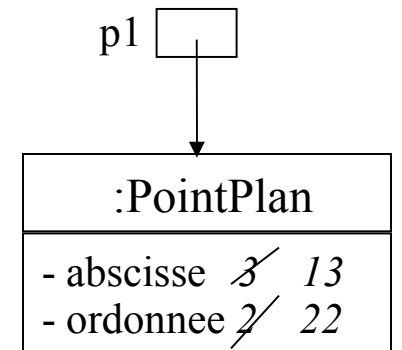 p1
:PointPlan
- abscisse 3 13
- ordonnee 2 22